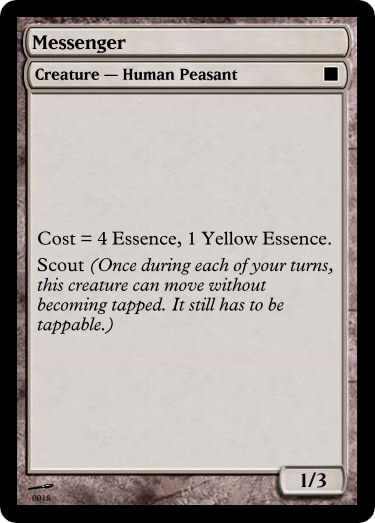 Messenger
Creature — Human Peasant
Cost = 4 Essence, 1 Yellow Essence.
Scout (Once during each of your turns,
this creature can move without
becoming tapped. It still has to be
tappable.)
1/3
0018